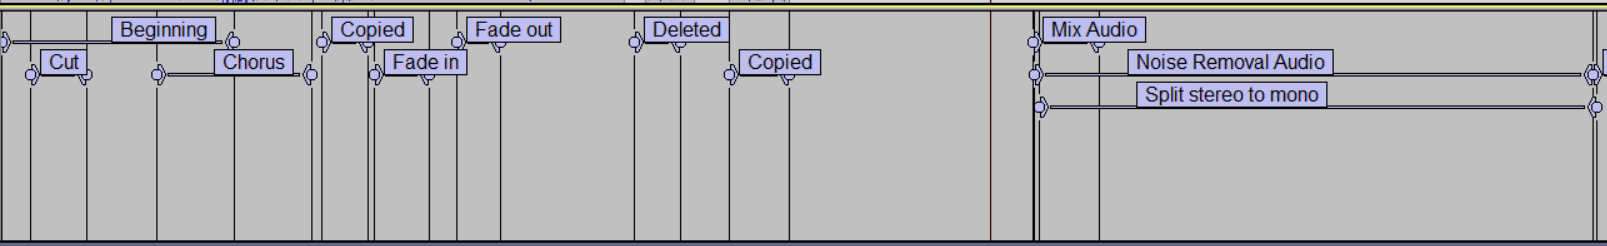 Beginning
Copied
Fade out
Deleted
Mix Audio
Cut
Chorus
Fade in
Copied
Noise Removal Audio
Split stereo to mono